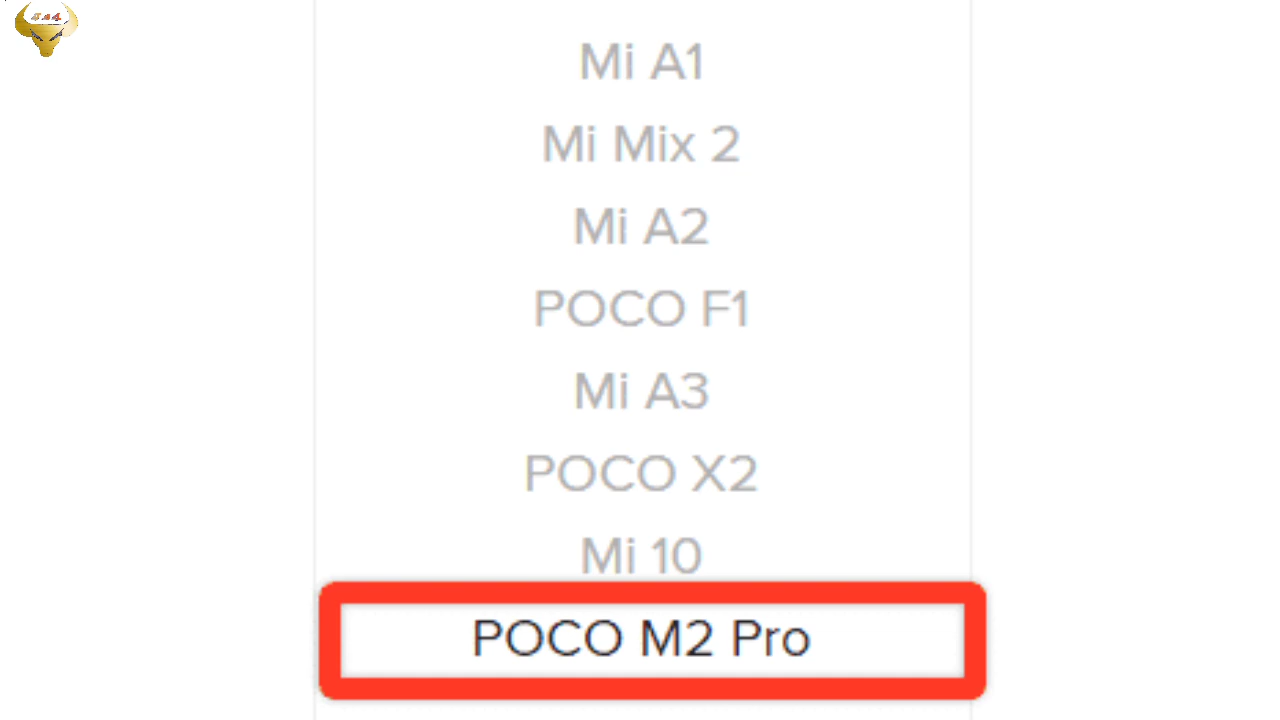 Mi A1
Mi Mix 2
Mi A2
POCO F1
Mi A3
POCO X2
Mi 10
POCO M2 Pro